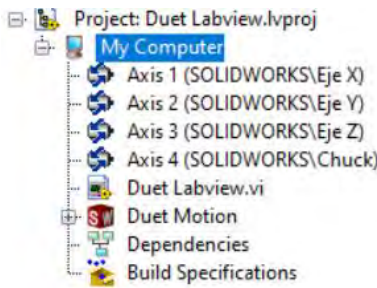 Project: Duet Labview.lvproj
My Computer
Axis 1 (SOLIDWORKS\Eje X)
Axis 2 (SOLIDWORKS\Eje Y)
Axis 3 (SOLIDWORKS\Eje Z)
Axis 4 (SOLIDWORKS\Chuck)
Duet Labview.vi
SW Duet Motion
Dependencies
Build Specifications